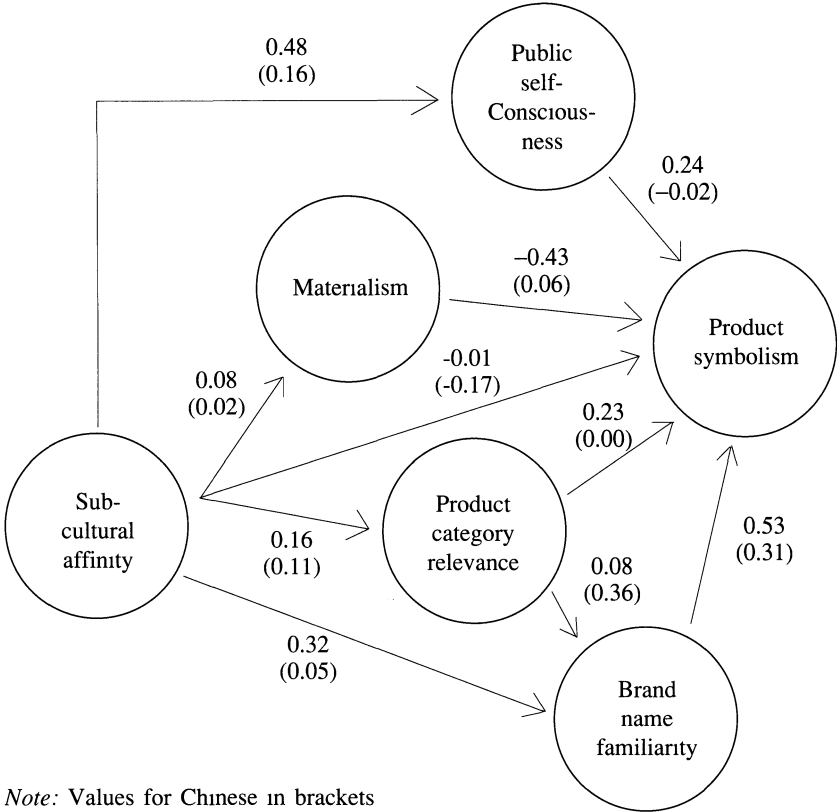 0.48
(0.16)
Public
self-
Conscious-
ness
0.24
(−0.02)
Materialism
−0.43
(0.06)
Product
symbolism
0.08
(0.02)
-0.01
(-0.17)
0.23
(0.00)
Sub-
cultural
affinity
Product
category
relevance
0.16
(0.11)
0.53
(0.31)
0.08
(0.36)
0.32
(0.05)
Brand
name
familiarity
Note: Values for Chinese in brackets